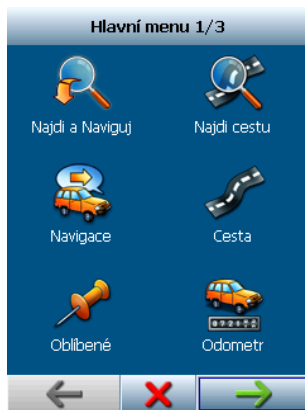 Hlavní menu 1/3
Najdi a Naviguj
Najdi cestu
Navigace
Cesta
Oblíbené
Odometr